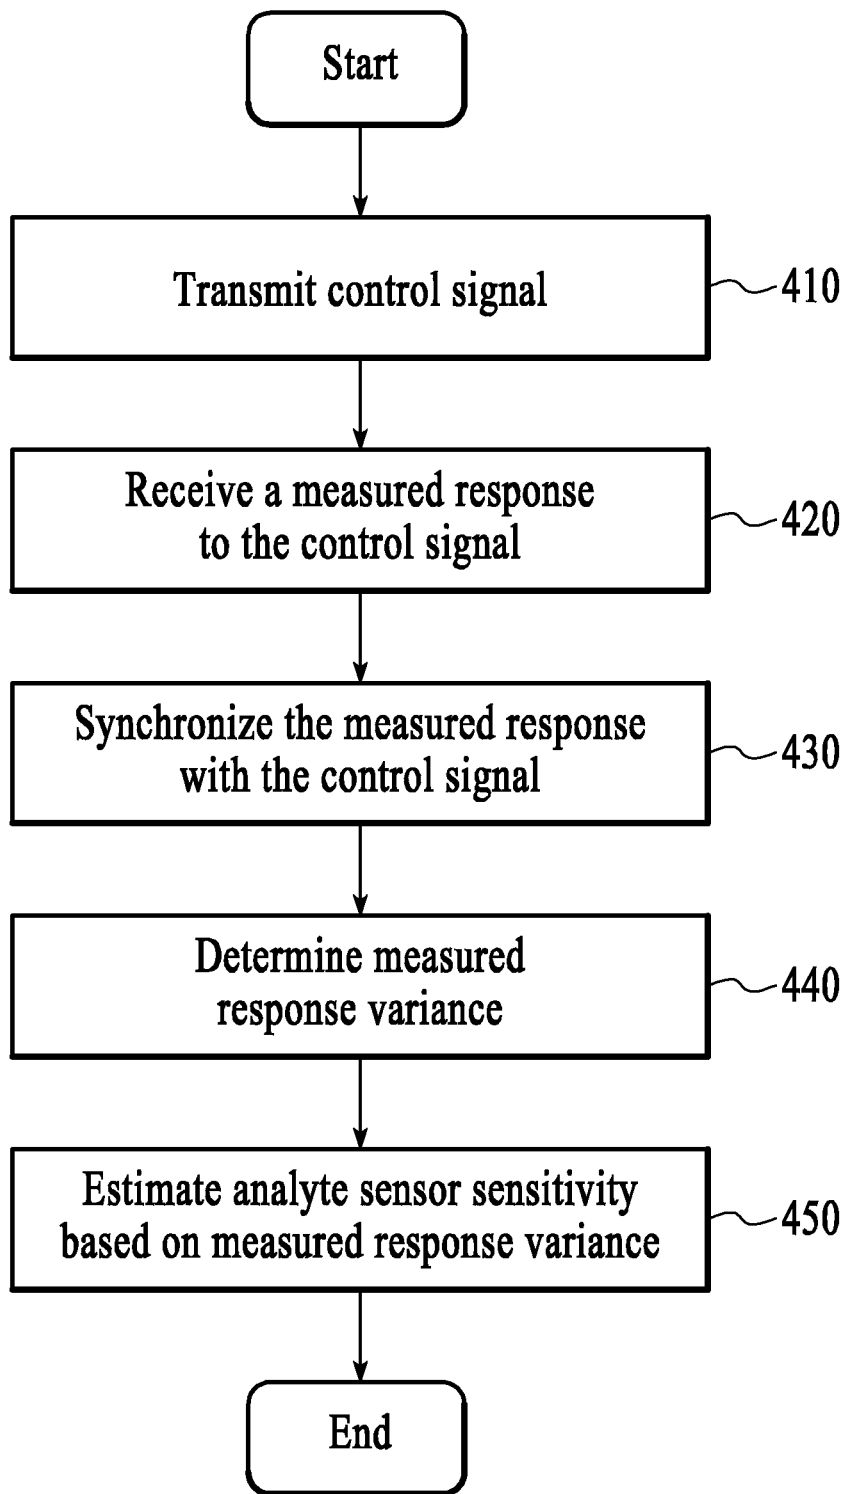 Start
Transmit control signal
410
Receive a measured response
to the control signal
420
Synchronize the measured response
with the control signal
430
Determine measured
response variance
440
Estimate analyte sensor sensitivity
based on measured response variance
450
End